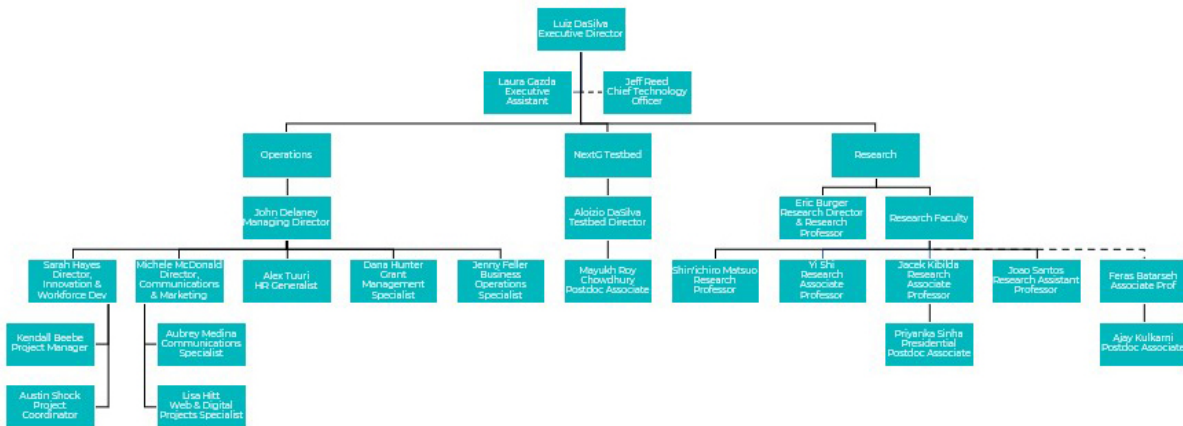 Luiz DaSilva
Executive Director
Laura Gazda
Executive
Assistant
Jeff Reed
Chief Technology
Officer
Operations
NextG Testbed
Research
John Delaney
Managing Director
Aloizio DaSilva
Testbed Director
Eric Burger
Research Director
& Research
Professor
Research Faculty
Sarah Hayes
Director,
Innovation &
Workforce Dev
Michele McDonald
Director,
Communications
& Marketing
Alex Tuuri
HR Generalist
Dana Hunter
Grant
Management
Specialist
Jenny Feller
Business
Operations
Specialist
Mayukh Roy
Chowdhury
Postdoc Associate
Shin'ichiro Matsuo
Research
Professor
Yi Shi
Research
Associate
Professor
Jacek Kibilda
Research
Associate
Professor
Joao Santos
Research Assistant
Professor
Feras Batarseh
Associate Prof
Kendall Beebe
Project Manager
Aubrey Medina
Communications
Specialist
Priyanka Sinha
Presidential
Postdoc Associate
Ajay Kulkarni
Postdoc Associate
Austin Shock
Project
Coordinator
Lisa Hitt
Web & Digital
Projects Specialist